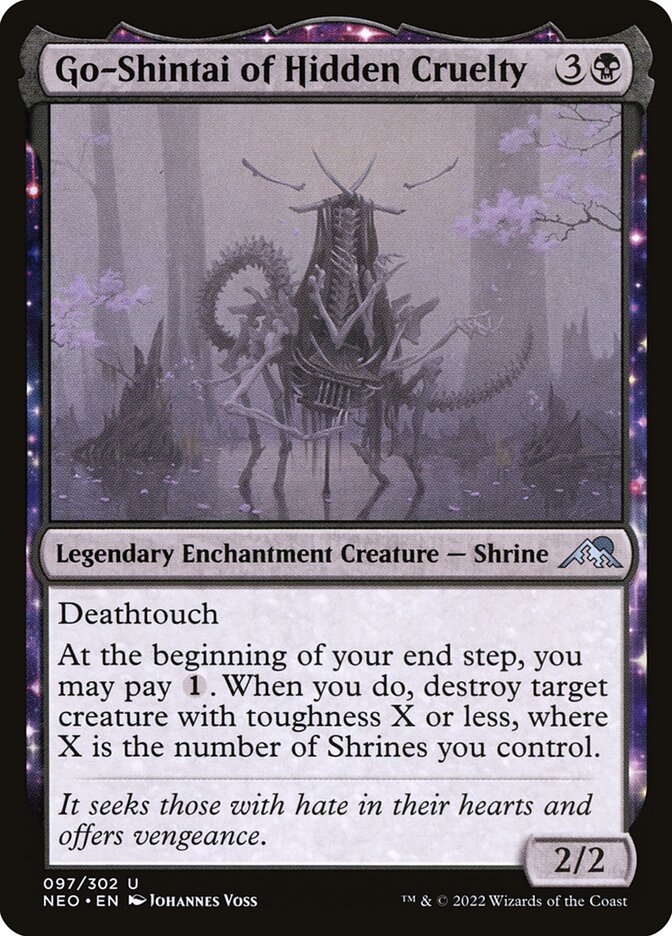 Go-Shintai of Hidden Cruelty 3
Legendary Enchantment Creature — Shrine
Deathtouch
At the beginning of your end step, you
may pay 1. When you do, destroy target
creature with toughness X or less, where
X is the number of Shrines you control.
It seeks those with hate in their hearts and
offers vengeance.
2/2
097/302 U
NEO • EN Johannes Voss
™ & © 2022 Wizards of the Coast